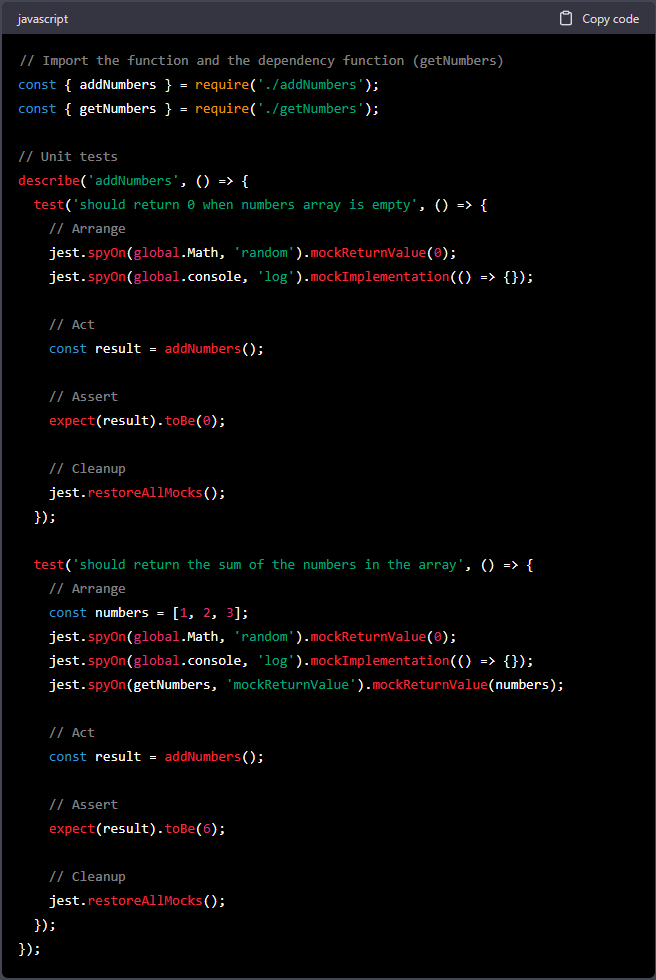 javascript
Copy code
// Import the function and the dependency function (getNumbers)
const { addNumbers } = require('./addNumbers');
const { getNumbers } = require('./getNumbers');
// Unit tests
describe('addNumbers', () => {
  test('should return 0 when numbers array is empty', () => {
    // Arrange
    jest.spyOn(global.Math, 'random').mockReturnValue(0);
    jest.spyOn(global.console, 'log').mockImplementation(() => {});
    // Act
    const result = addNumbers();
    // Assert
    expect(result).toBe(0);
    // Cleanup
    jest.restoreAllMocks();
  });
  test('should return the sum of the numbers in the array', () => {
    // Arrange
    const numbers = [1, 2, 3];
    jest.spyOn(global.Math, 'random').mockReturnValue(0);
    jest.spyOn(global.console, 'log').mockImplementation(() => {});
    jest.spyOn(getNumbers, 'mockReturnValue').mockReturnValue(numbers);
    // Act
    const result = addNumbers();
    // Assert
    expect(result).toBe(6);
    // Cleanup
    jest.restoreAllMocks();
  });
});